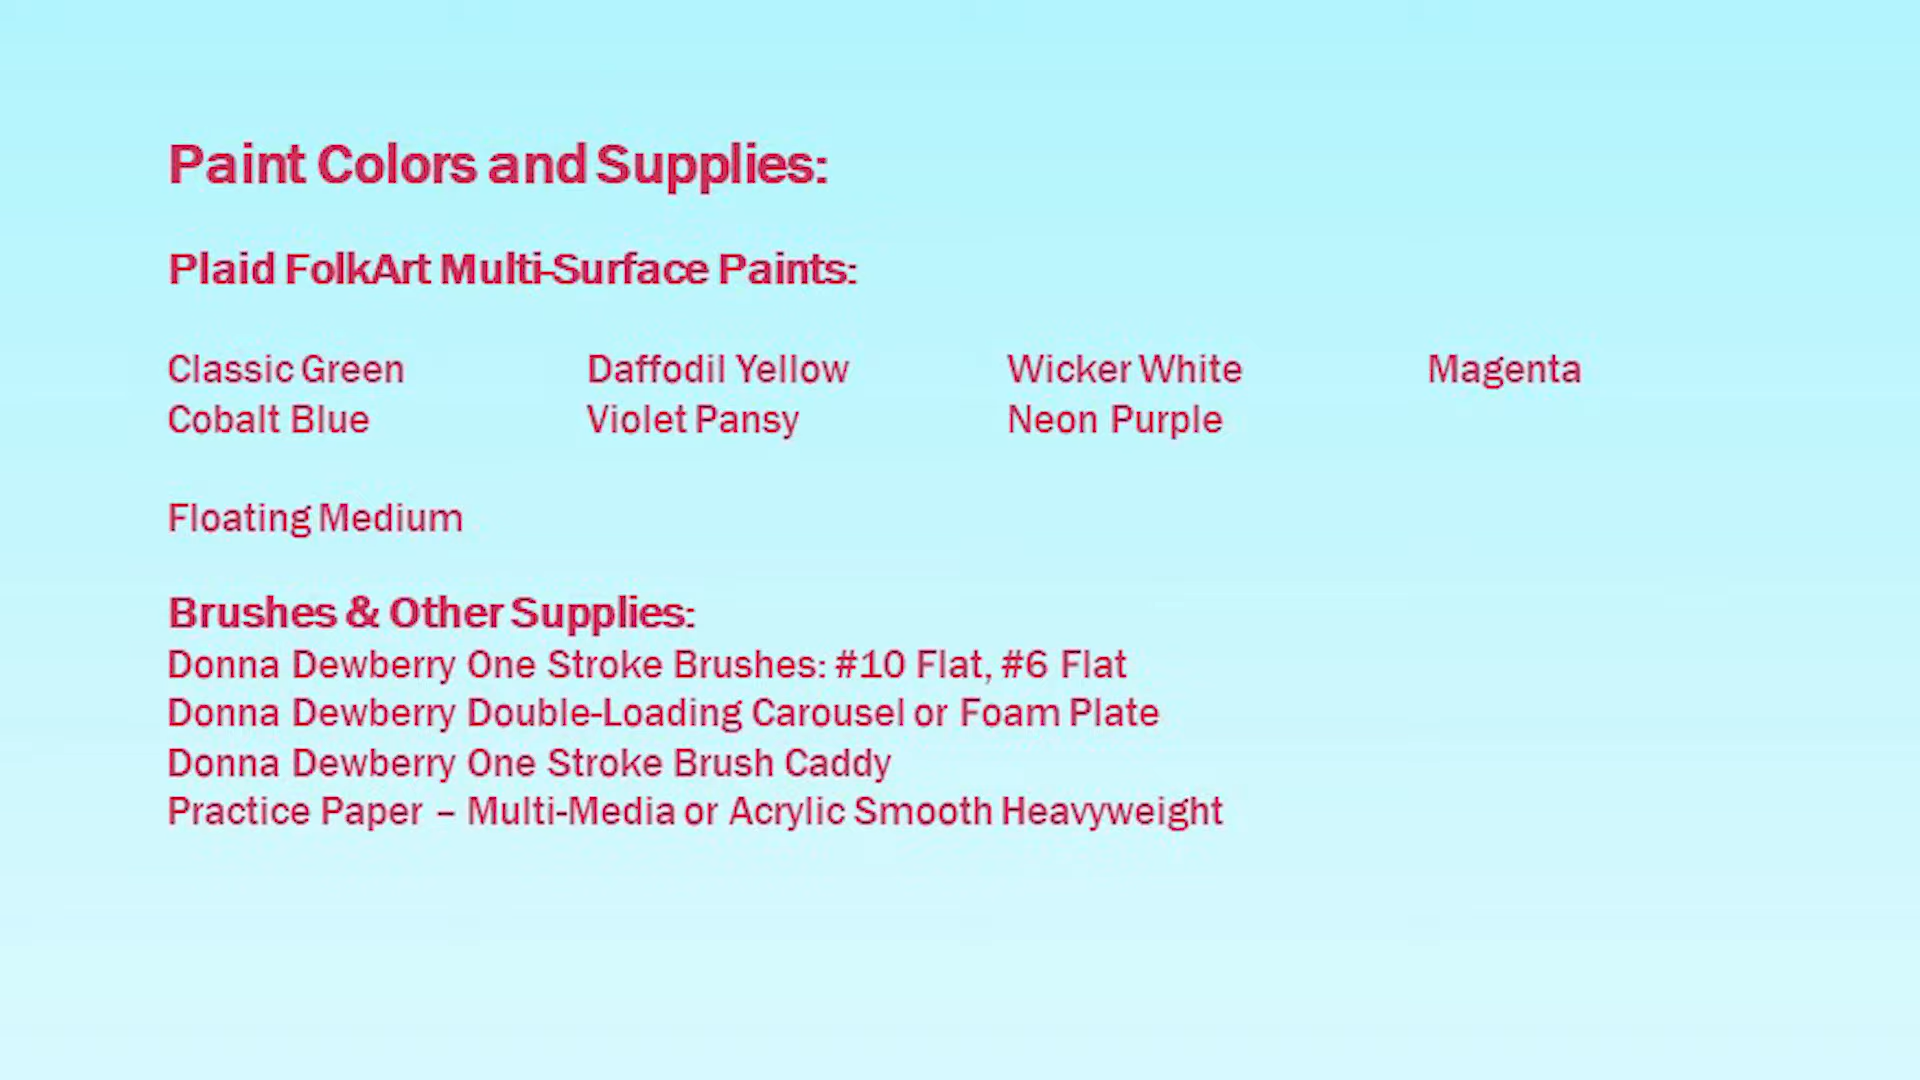 Paint Colors and Supplies:
Plaid FolkArt Multi-Surface Paints:
Classic Green Daffodil Yellow Wicker White Magenta
Cobalt Blue Violet Pansy Neon Purple
Floating Medium
Brushes & Other Supplies:
Donna Dewberry One Stroke Brushes: #10 Flat, #6 Flat
Donna Dewberry Double-Loading Carousel or Foam Plate
Donna Dewberry One Stroke Brush Caddy
Practice Paper – Multi-Media or Acrylic Smooth Heavyweight